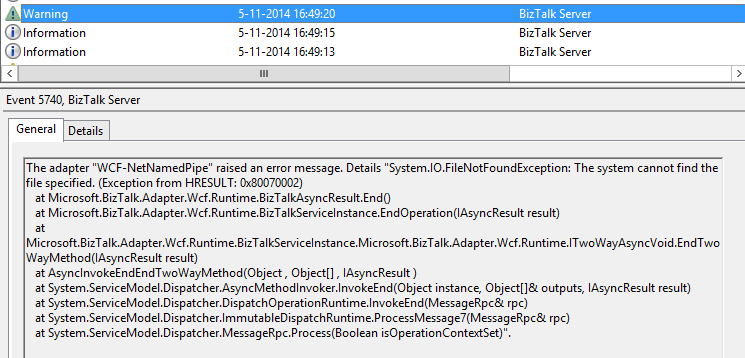 Warning 5-11-2014 16:49:20 BizTalk Server
Information 5-11-2014 16:49:15 BizTalk Server
Information 5-11-2014 16:49:13 BizTalk Server
Event 5740, BizTalk Server
General Details
The adapter "WCF-NetNamedPipe" raised an error message. Details "System.IO.FileNotFoundException: The system cannot find the
file specified. (Exception from HRESULT: 0x80070002)
at Microsoft.BizTalk.Adapter.Wcf.Runtime.BizTalkAsyncResult.End()
at Microsoft.BizTalk.Adapter.Wcf.Runtime.BizTalkServiceInstance.EndOperation(IAsyncResult result)
at
Microsoft.BizTalk.Adapter.Wcf.Runtime.BizTalkServiceInstance.Microsoft.BizTalk.Adapter.Wcf.Runtime.ITwoWayAsyncVoid.EndTwo
WayMethod(IAsyncResult result)
at AsyncInvokeEndEndTwoWayMethod(Object , Object[] , IAsyncResult )
at System.ServiceModel.Dispatcher.AsyncMethodInvoker.InvokeEnd(Object instance, Object[]& outputs, IAsyncResult result)
at System.ServiceModel.Dispatcher.DispatchOperationRuntime.InvokeEnd(MessageRpc& rpc)
at System.ServiceModel.Dispatcher.ImmutableDispatchRuntime.ProcessMessage7(MessageRpc& rpc)
at System.ServiceModel.Dispatcher.MessageRpc.Process(Boolean isOperationContextSet)".